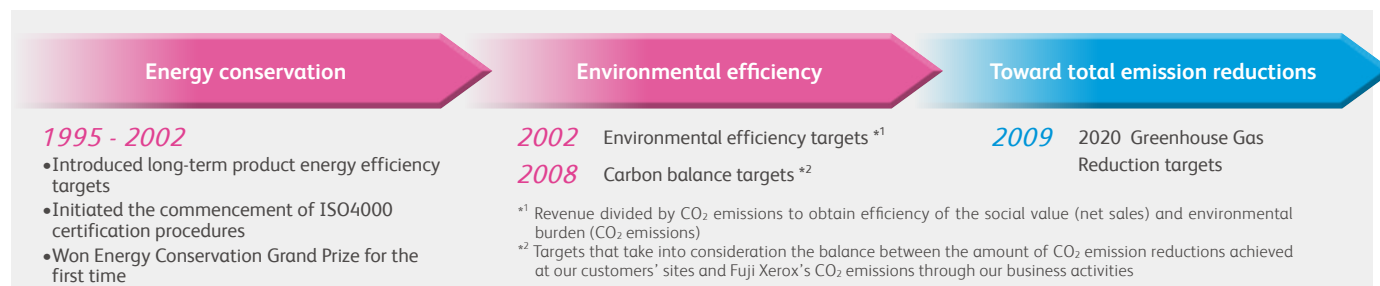 Energy conservation
Environmental efficiency
Toward total emission reductions
1995 - 2002
•Introduced long-term product energy efficiency
targets
•Initiated the commencement of ISO4000
certification procedures
•Won Energy Conservation Grand Prize for the
first time
2002 Environmental efficiency targets *1
2008 Carbon balance targets *2
*1 Revenue divided by CO2 emissions to obtain efficiency of the social value (net sales) and environmental
burden (CO2 emissions)
*2 Targets that take into consideration the balance between the amount of CO2 emission reductions achieved
at our customers' sites and Fuji Xerox's CO2 emissions through our business activities
2009 2020 Greenhouse Gas
Reduction targets